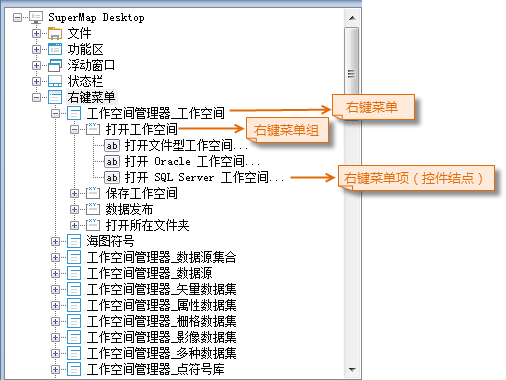 SuperMap Desktop
文件
功能区
浮动窗口
状态栏
右键菜单
工作空间管理器_工作空间
右键菜单
打开工作空间
右键菜单组
ab 打开文件型工作空间...
ab 打开 Oracle 工作空间...
ab 打开 SQL Server 工作空间...
右键菜单项（控件结点）
保存工作空间
数据发布
打开所在文件夹
海图符号
工作空间管理器_数据源集合
工作空间管理器_数据源
工作空间管理器_矢量数据集
工作空间管理器_属性数据集
工作空间管理器_栅格数据集
工作空间管理器_影像数据集
工作空间管理器_多种数据集
工作空间管理器_点符号库